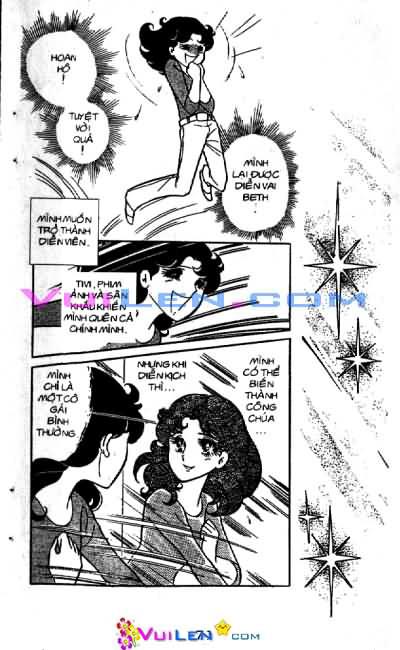 HOAN
HÔ
!
TUYỆT
VỜI
QUÁ!
MÌNH
LẠI ĐƯỢC
DIỄN VAI
BETH!
MÌNH MUỐN
TRỞ THÀNH
DIỄN VIÊN.
TIVI, PHIM
ẢNH VÀ SÂN
KHẤU KHIẾN
MÌNH QUÊN CẢ
CHÍNH MÌNH.
VUILEN.COM
MÌNH
CHỈ LÀ
MỘT CÔ
GÁI
BÌNH
THƯỜNG
NHƯNG KHI
DIỄN KỊCH
THÌ...
MÌNH
CÓ THỂ
BIẾN
THÀNH
CÔNG
CHÚA
...
VUILEN.COM